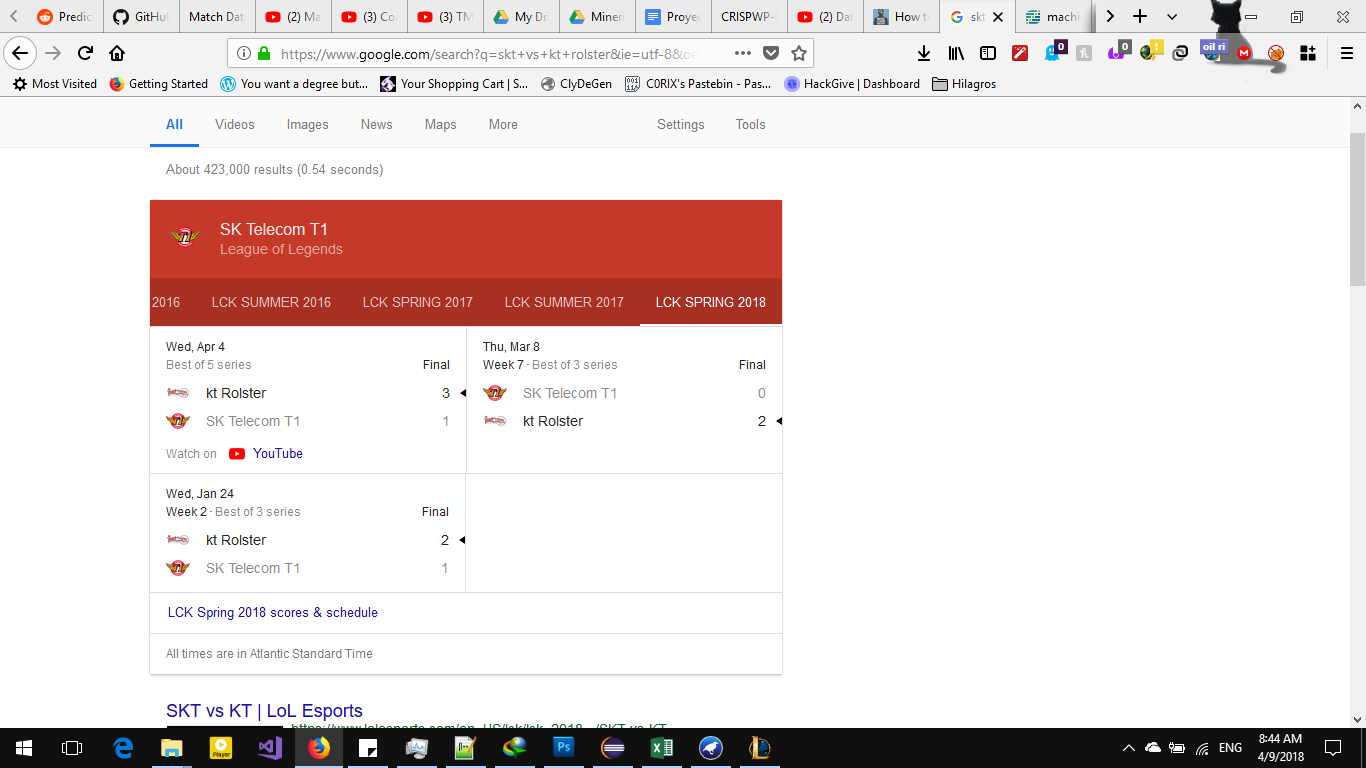 Predic
GitHu
Match Dat
(2) Ma
(3) Co
(3) TM
My Dr
Miner
Proye
CRISPWP-
(2) Dat
How t
skt
machi
https://www.google.com/search?q=skt+vs+kt+rolster&ie=utf-8&oe
0
0
oil ri
Most Visited
Getting Started
You want a degree but...
Your Shopping Cart | S...
ClyDeGen
C0RIX's Pastebin - Pas...
HackGive | Dashboard
Hilagros
All
Videos
Images
News
Maps
More
Settings
Tools
About 423,000 results (0.54 seconds)
SK Telecom T1
League of Legends
2016
LCK SUMMER 2016
LCK SPRING 2017
LCK SUMMER 2017
LCK SPRING 2018
Wed, Apr 4
Best of 5 series
Final
kt Rolster 3
SK Telecom T1 1
Watch on YouTube
Thu, Mar 8
Week 7 · Best of 3 series
Final
SK Telecom T1 0
kt Rolster 2
Wed, Jan 24
Week 2 · Best of 3 series
Final
kt Rolster 2
SK Telecom T1 1
LCK Spring 2018 scores & schedule
All times are in Atlantic Standard Time
SKT vs KT | LoL Esports
Player
Ps
ENG
8:44 AM
4/9/2018